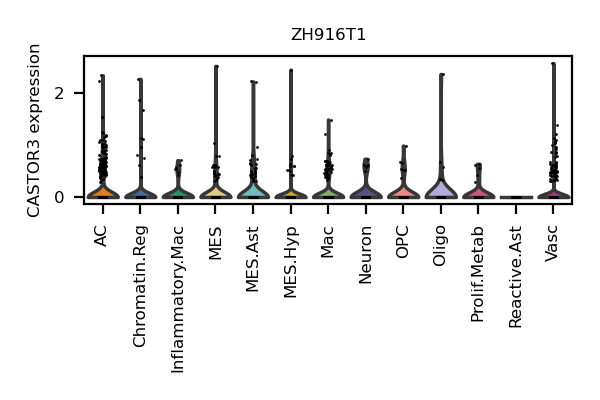 ZH916T1
CASTOR3 expression
2
0
AC
Chromatin.Reg
Inflammatory.Mac
MES
MES.Ast
MES.Hyp
Mac
Neuron
OPC
Oligo
Prolif.Metab
Reactive.Ast
Vasc